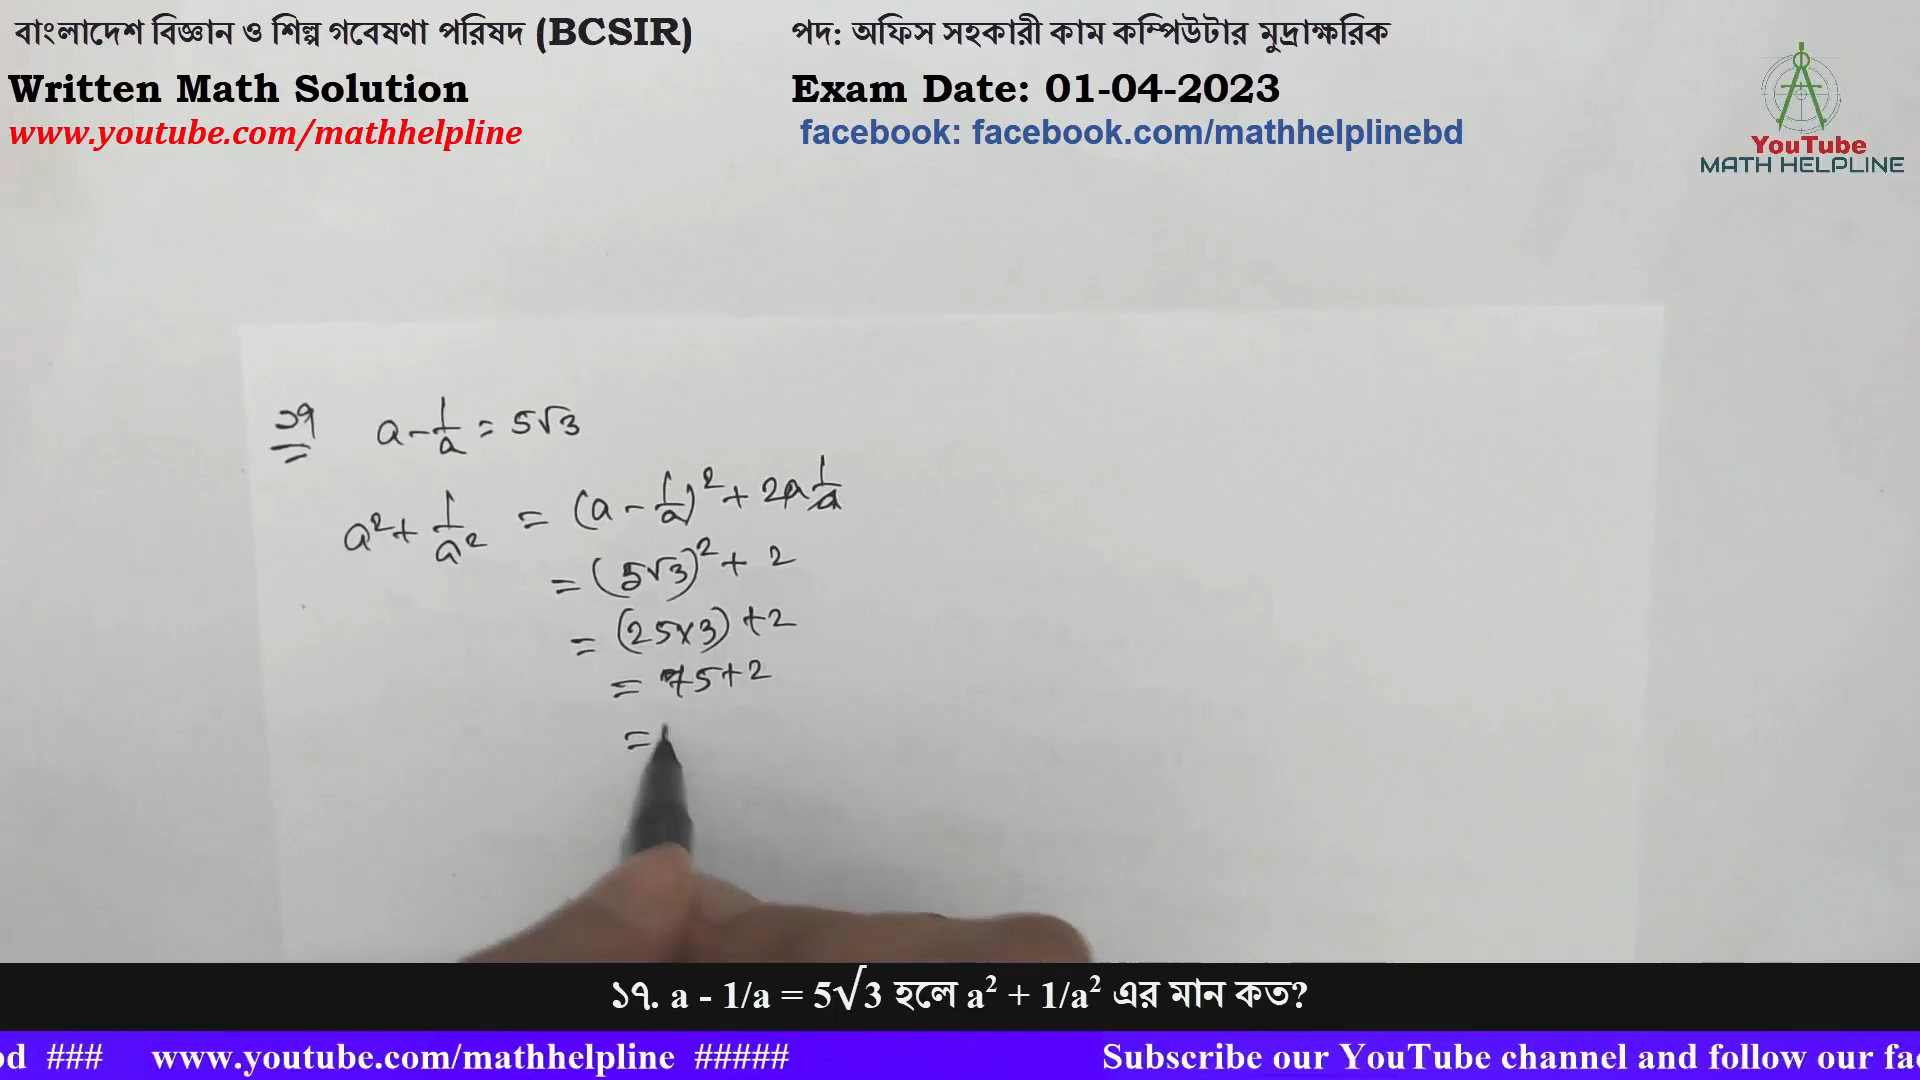 বাংলাদেশ বিজ্ঞান ও শিল্প গবেষণা পরিষদ (BCSIR)
পদ: অফিস সহকারী কাম কম্পিউটার মুদ্রাক্ষরিক
Written Math Solution
Exam Date: 01-04-2023
www.youtube.com/mathhelpline
facebook: facebook.com/mathhelplinebd
YouTube
MATH HELPLINE
১৭ a - 1/a = 5√3
a² + 1/a² = (a - 1/a)² + 2a 1/a
= (5√3)² + 2
= (25×3) + 2
= 75+2
=
১৭. a - 1/a = 5√3 হলে a² + 1/a² এর মান কত?
### www.youtube.com/mathhelpline ##### Subscribe our YouTube channel and follow our